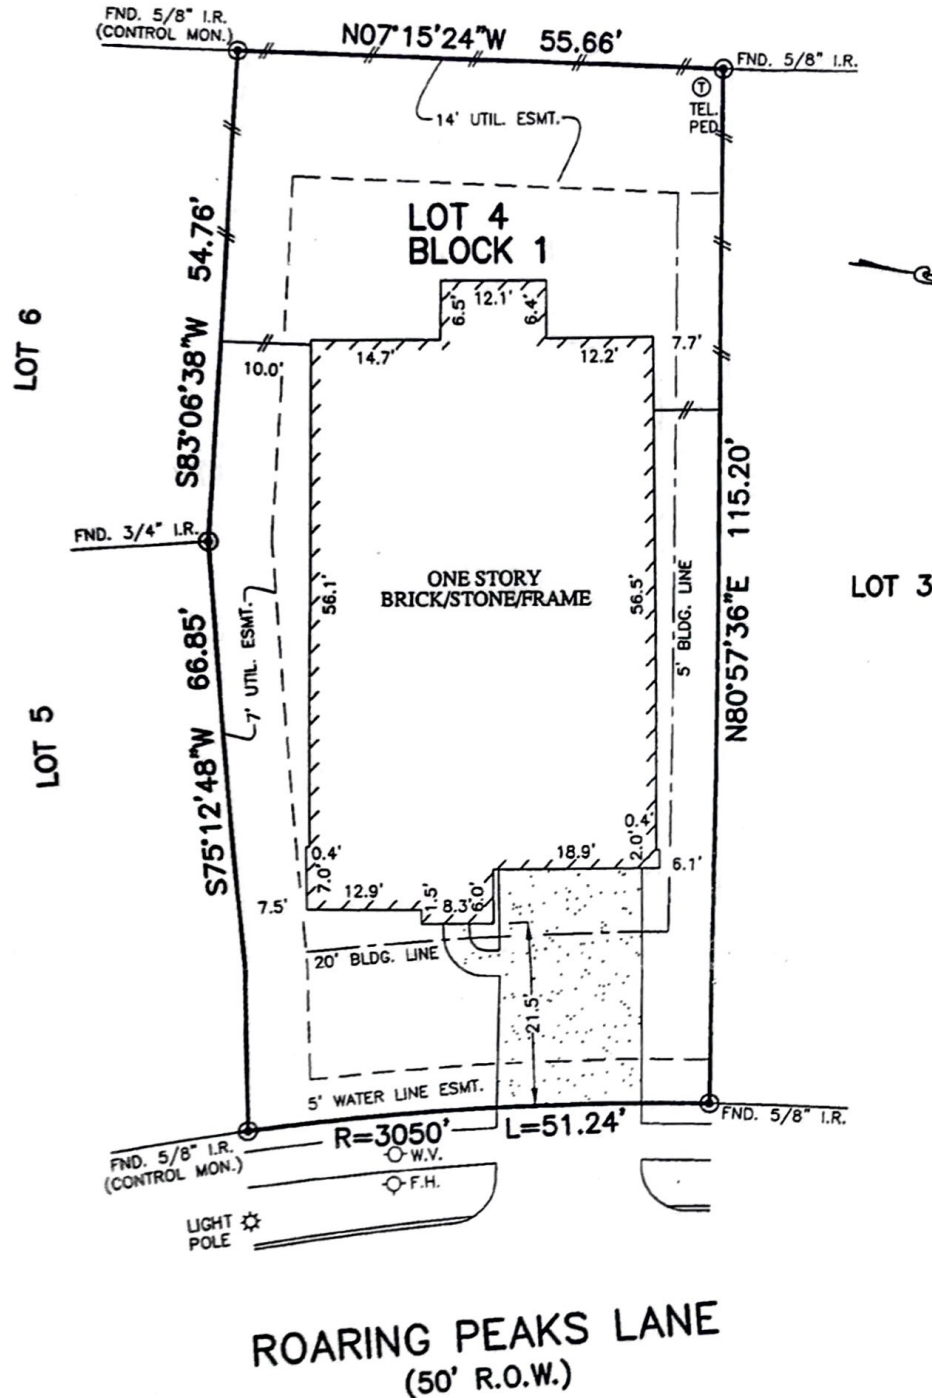 FND. 5/8" I.R.
(CONTROL MON.)
N07°15'24"W 55.66'
FND. 5/8" I.R.
T
TEL.
PED.
14' UTIL. ESMT.
S83°06'38"W 54.76'
LOT 4
BLOCK 1
LOT 6
12.1'
6.5'
6.4'
14.7'
12.2'
7.7'
10.0'
FND. 3/4" I.R.
N80°57'36"E 115.20'
LOT 3
ONE STORY
BRICK/STONE/FRAME
56.1'
56.5'
5' BLDG. LINE
7' UTIL. ESMT.
LOT 5
S75°12'48"W 66.85'
0.4'
7.0'
12.9'
1.5'
8.3'
6.0'
18.9'
2.0'
0.4'
6.1'
7.5'
20' BLDG. LINE
21.5'
5' WATER LINE ESMT.
FND. 5/8" I.R.
FND. 5/8" I.R.
(CONTROL MON.)
R=3050' L=51.24'
W.V.
F.H.
LIGHT
POLE
ROARING PEAKS LANE
(50' R.O.W.)